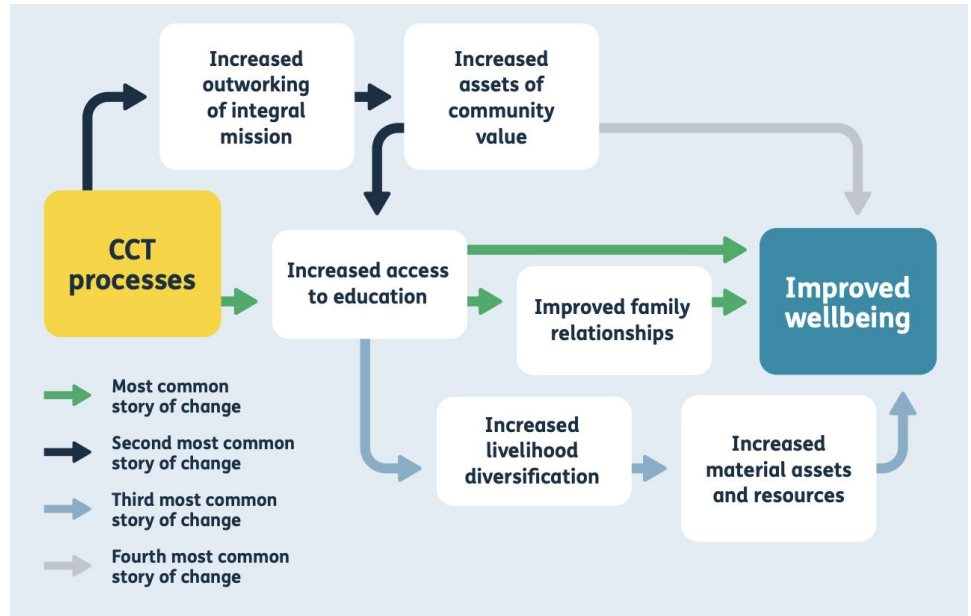 Increased
outworking
of integral
mission
Increased
assets of
community
value
CCT
processes
Increased access
to education
Improved family
relationships
Improved
wellbeing
Increased
livelihood
diversification
Increased
material assets
and resources
Most common
story of change
Second most common
story of change
Third most common
story of change
Fourth most common
story of change